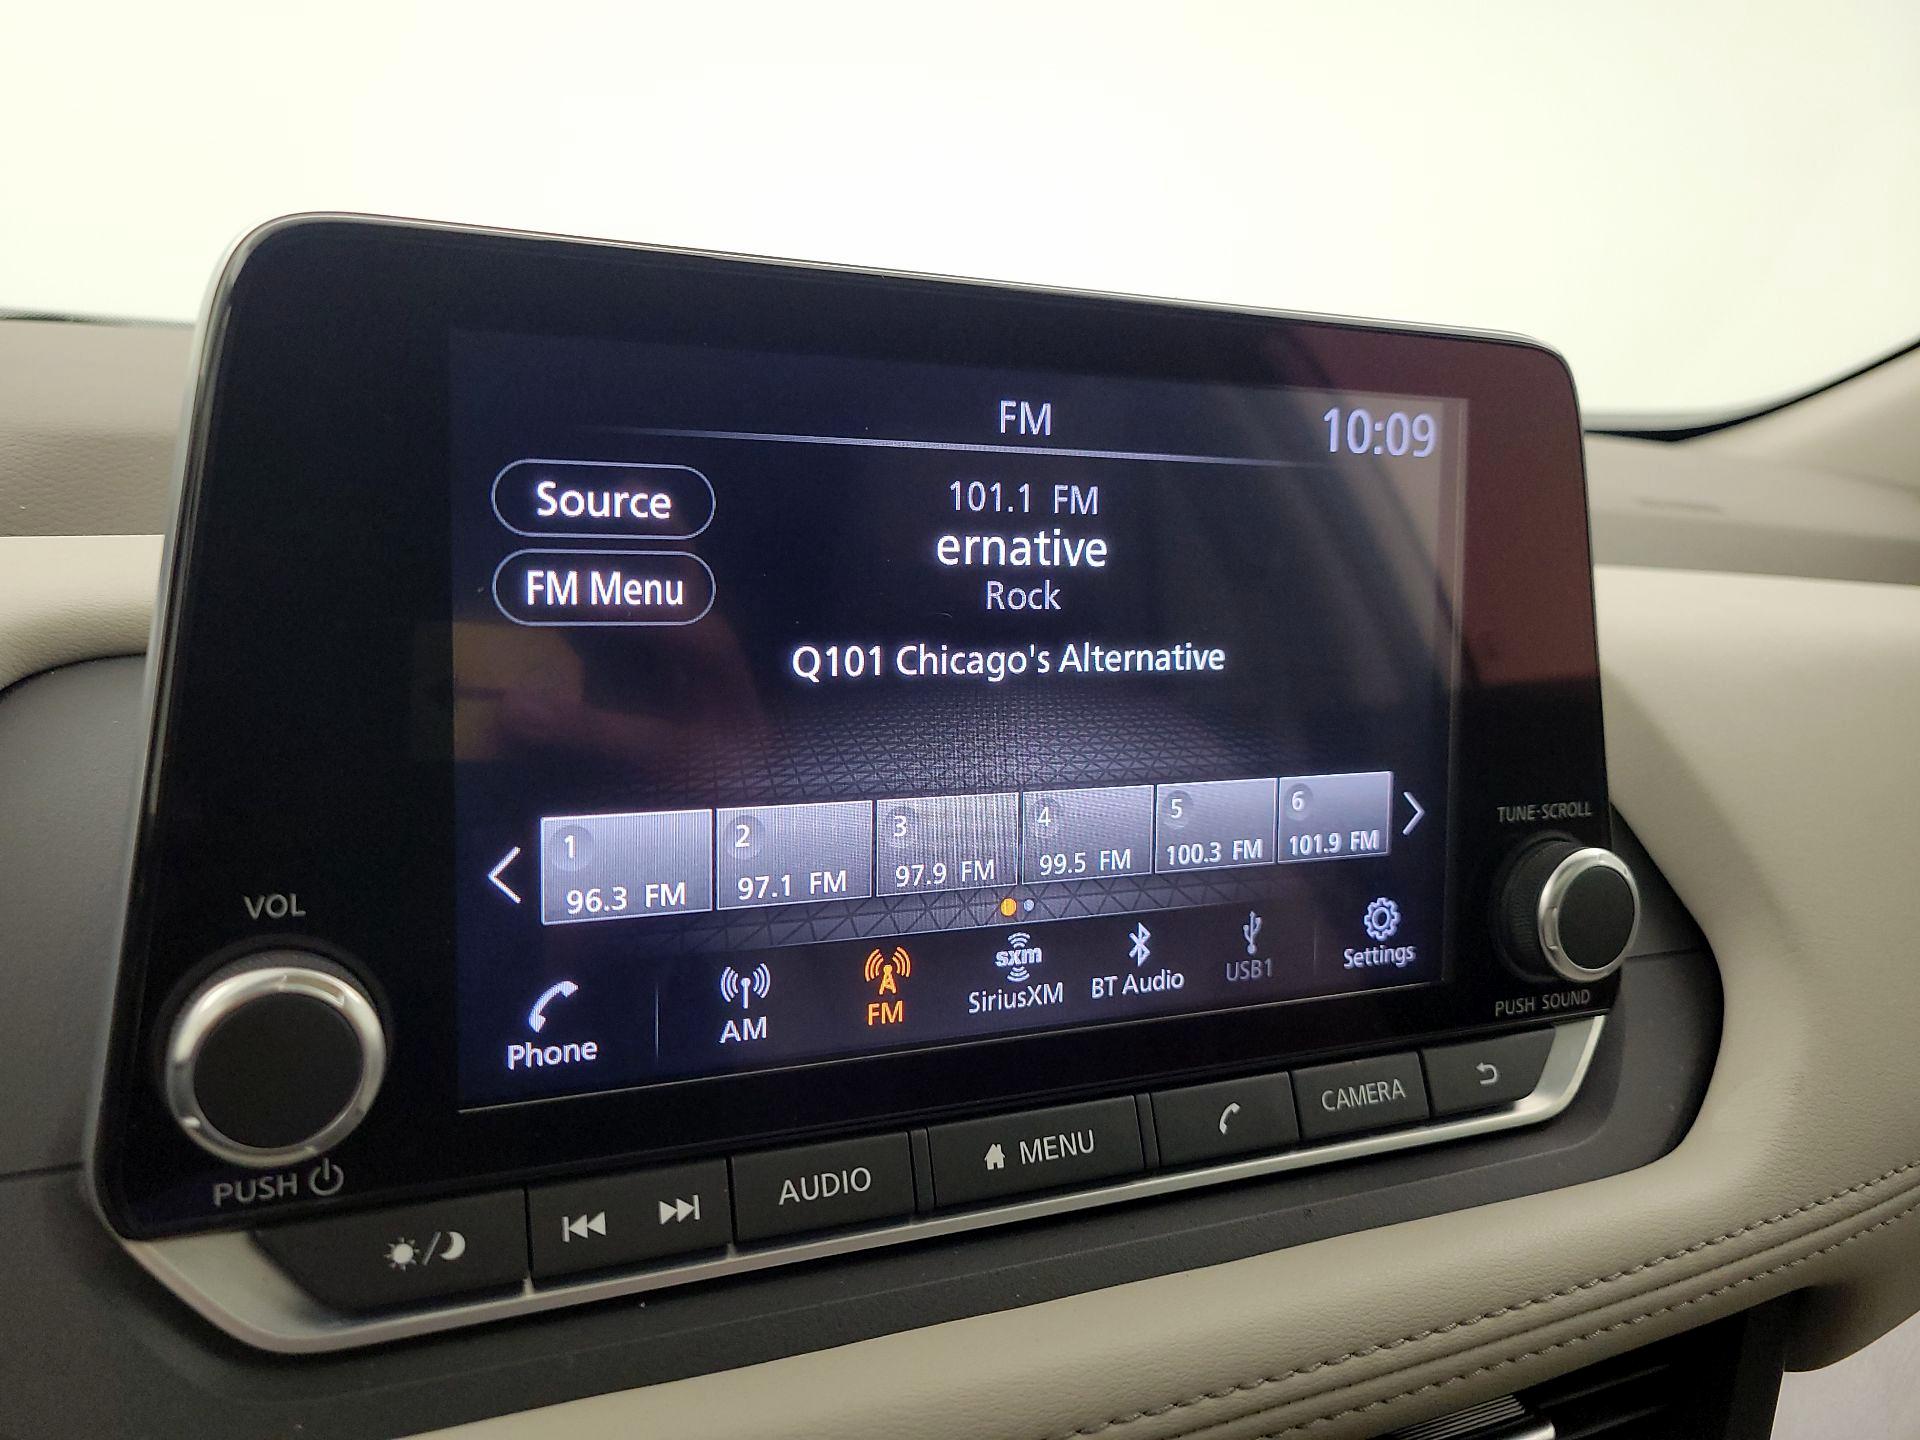 FM
10:09
Source
101.1 FM
ernative
FM Menu
Rock
Q101 Chicago's Alternative
1
96.3 FM
2
97.1 FM
3
97.9 FM
4
99.5 FM
5
100.3 FM
6
101.9 FM
Phone
AM
FM
sxm
SiriusXM
BT Audio
USB1
Settings
VOL
PUSH
TUNE·SCROLL
PUSH SOUND
AUDIO
MENU
CAMERA